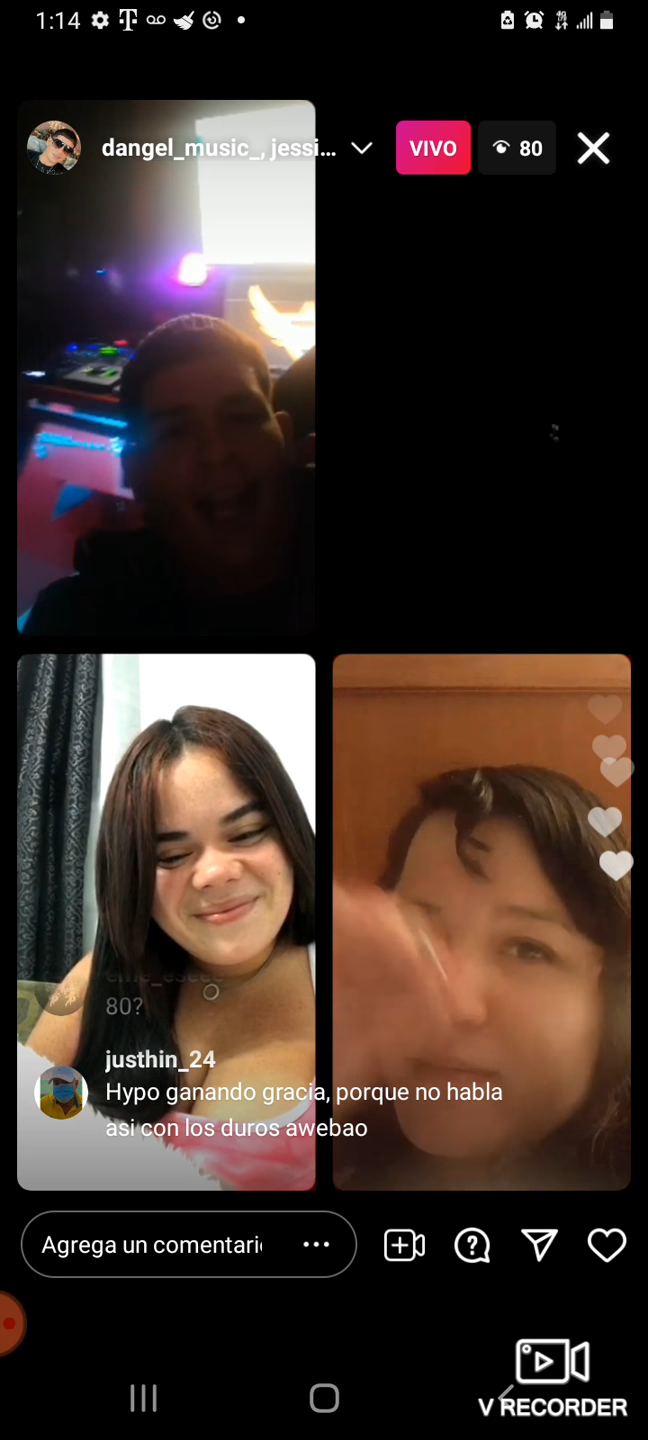 1:14
dangel_music_, jessi...
VIVO
80
80?
justhin_24
Hypo ganando gracia, porque no habla
asi con los duros awebao
Agrega un comentari
V RECORDER